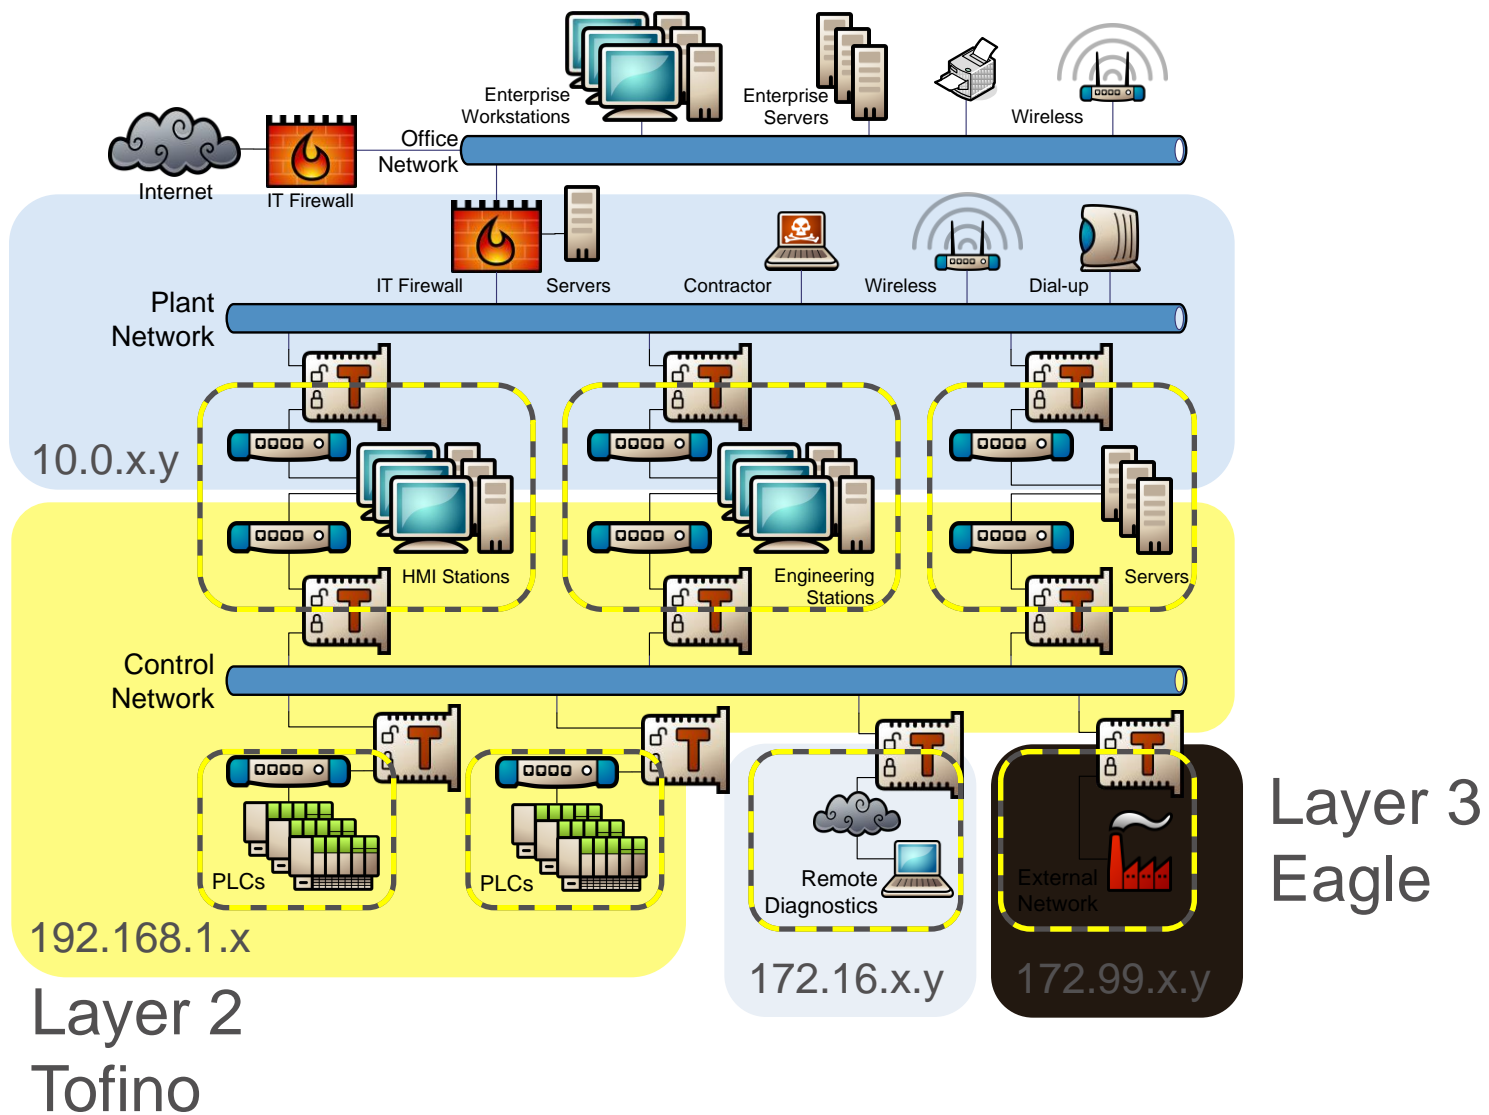 Enterprise
Workstations
Enterprise
Servers
Wireless
Office
Network
Internet
IT Firewall
IT Firewall
Servers
Contractor
Wireless
Dial-up
Plant
Network
T
T
T
10.0.x.y
HMI Stations
Engineering
Stations
Servers
T
T
T
Control
Network
T
T
T
T
PLCs
PLCs
Remote
Diagnostics
External
Network
192.168.1.x
172.16.x.y
172.99.x.y
Layer 3
Eagle
Layer 2
Tofino